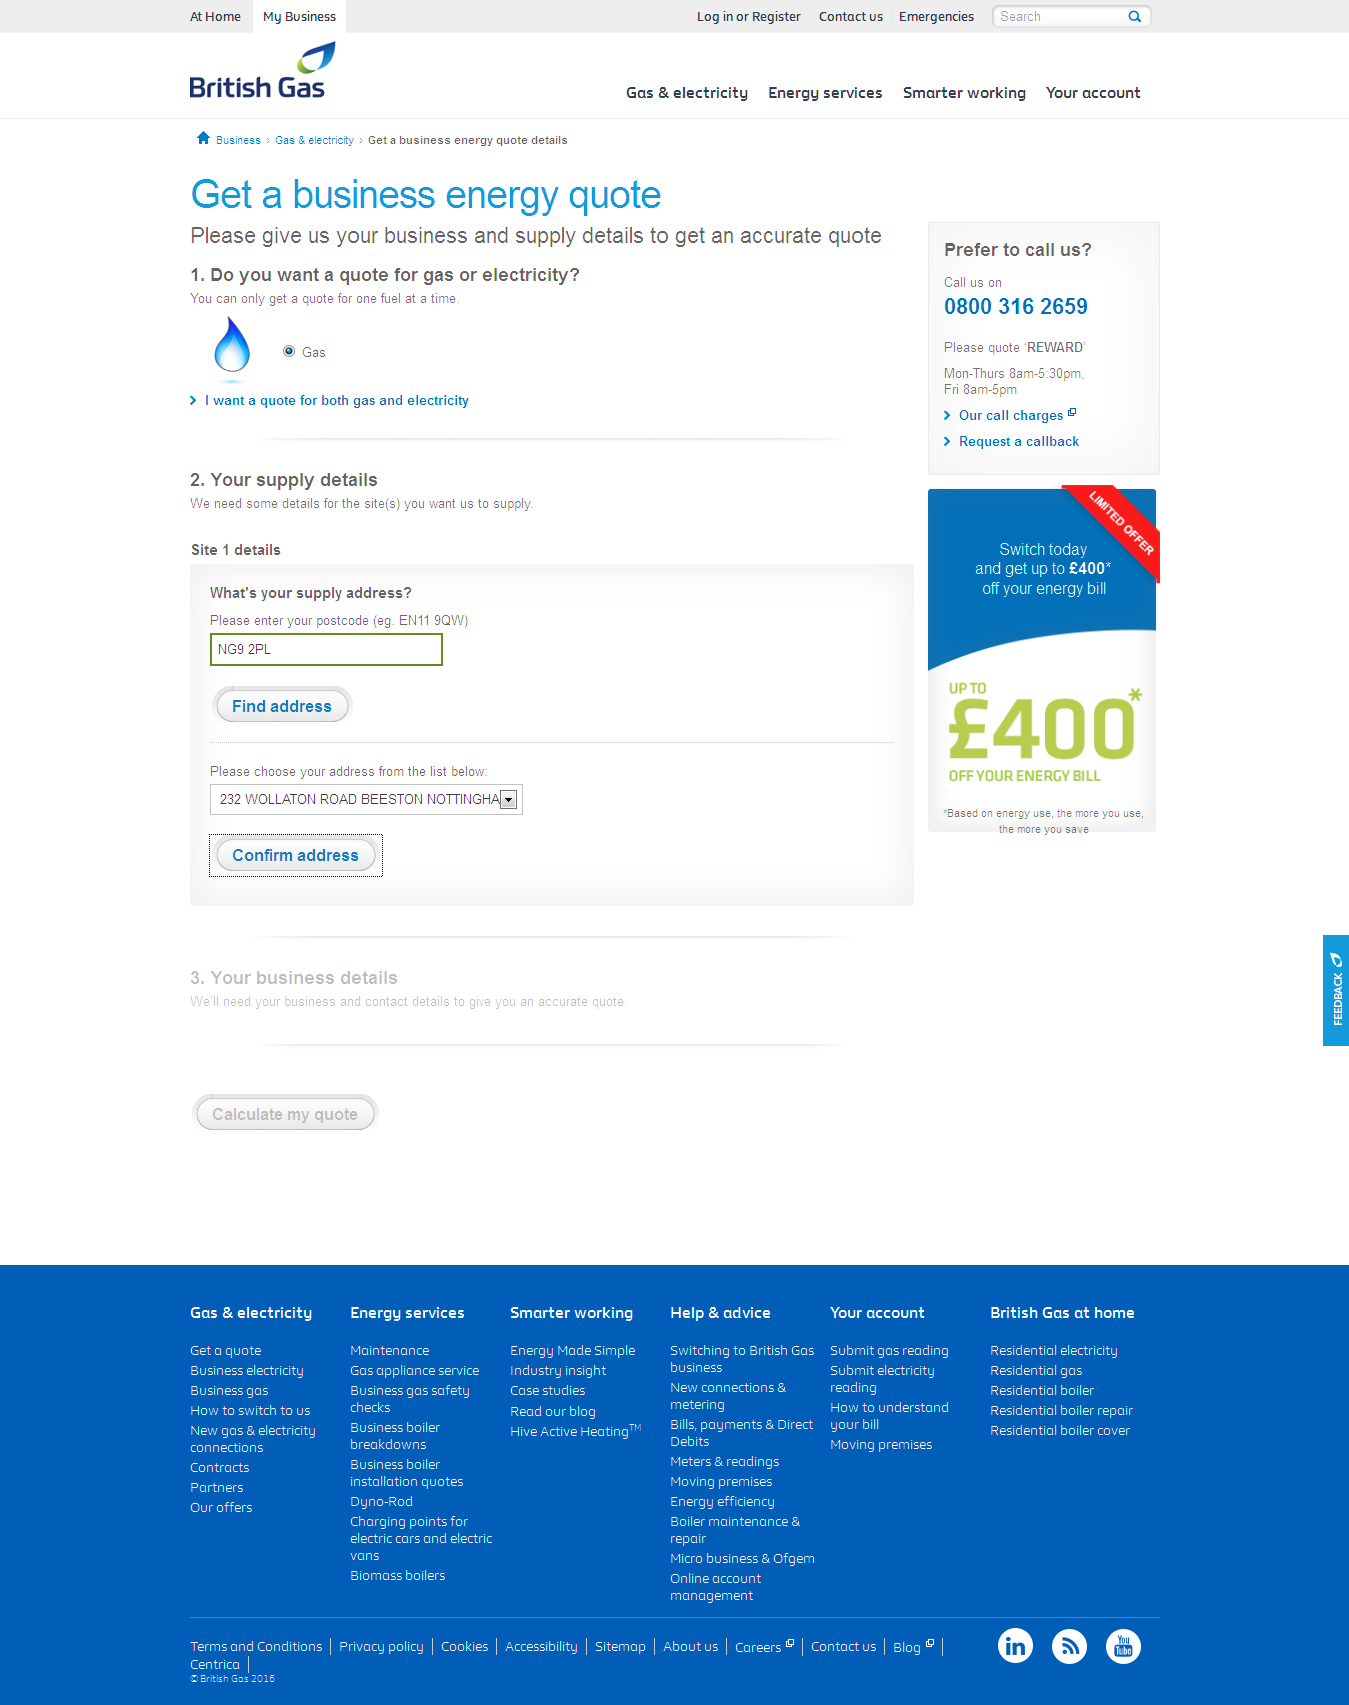 At Home
My Business
Log in or Register
Contact us
Emergencies
Search
British Gas
Gas & electricity
Energy services
Smarter working
Your account
Business › Gas & electricity › Get a business energy quote details
Get a business energy quote
Please give us your business and supply details to get an accurate quote
1. Do you want a quote for gas or electricity?
You can only get a quote for one fuel at a time.
Gas
I want a quote for both gas and electricity
2. Your supply details
We need some details for the site(s) you want us to supply.
Site 1 details
What's your supply address?
Please enter your postcode (eg. EN11 9QW)
NG9 2PL
Find address
Please choose your address from the list below:
232 WOLLATON ROAD BEESTON NOTTINGHA
Confirm address
3. Your business details
We'll need your business and contact details to give you an accurate quote.
Calculate my quote
Prefer to call us?
Call us on
0800 316 2659
Please quote ‘REWARD’
Mon-Thurs 8am-5:30pm,
Fri 8am-5pm
Our call charges
Request a callback
LIMITED OFFER
Switch today
and get up to £400*
off your energy bill
UP TO
£400*
OFF YOUR ENERGY BILL
*Based on energy use, the more you use,
the more you save
FEEDBACK
Gas & electricity
Get a quote
Business electricity
Business gas
How to switch to us
New gas & electricity
connections
Contracts
Partners
Our offers
Energy services
Maintenance
Gas appliance service
Business gas safety
checks
Business boiler
breakdowns
Business boiler
installation quotes
Dyno-Rod
Charging points for
electric cars and electric
vans
Biomass boilers
Smarter working
Energy Made Simple
Industry insight
Case studies
Read our blog
Hive Active Heating™
Help & advice
Switching to British Gas
business
New connections &
metering
Bills, payments & Direct
Debits
Meters & readings
Moving premises
Energy efficiency
Boiler maintenance &
repair
Micro business & Ofgem
Online account
management
Your account
Submit gas reading
Submit electricity
reading
How to understand
your bill
Moving premises
British Gas at home
Residential electricity
Residential gas
Residential boiler
Residential boiler repair
Residential boiler cover
Terms and Conditions | Privacy policy | Cookies | Accessibility | Sitemap | About us | Careers | Contact us | Blog |
Centrica |
© British Gas 2016
in
You
Tube